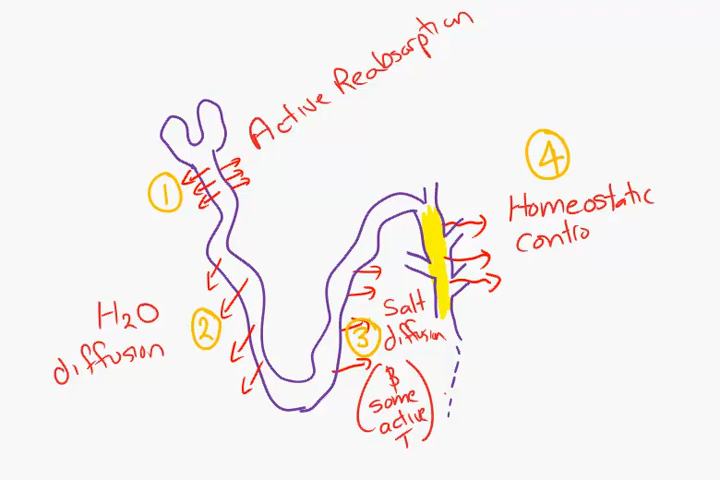 Active Reabsorption
1
H2O
diffusion
2
Salt
diffusion
3
($
some
active
T)
4
Homeostatic
contro